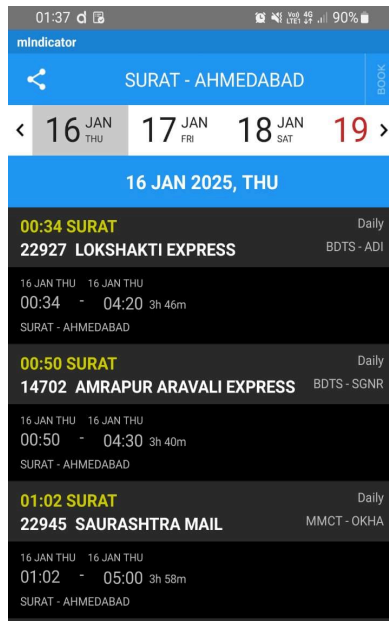 01:37 d
Vo) 4G LTE1 90%
mIndicator
SURAT - AHMEDABAD
BOOK
16 JAN THU 17 JAN FRI 18 JAN SAT 19
16 JAN 2025, THU
00:34 SURAT Daily
22927 LOKSHAKTI EXPRESS BDTS - ADI
16 JAN THU 16 JAN THU
00:34 - 04:20 3h 46m
SURAT - AHMEDABAD
00:50 SURAT Daily
14702 AMRAPUR ARAVALI EXPRESS BDTS - SGNR
16 JAN THU 16 JAN THU
00:50 - 04:30 3h 40m
SURAT - AHMEDABAD
01:02 SURAT Daily
22945 SAURASHTRA MAIL MMCT - OKHA
16 JAN THU 16 JAN THU
01:02 - 05:00 3h 58m
SURAT - AHMEDABAD